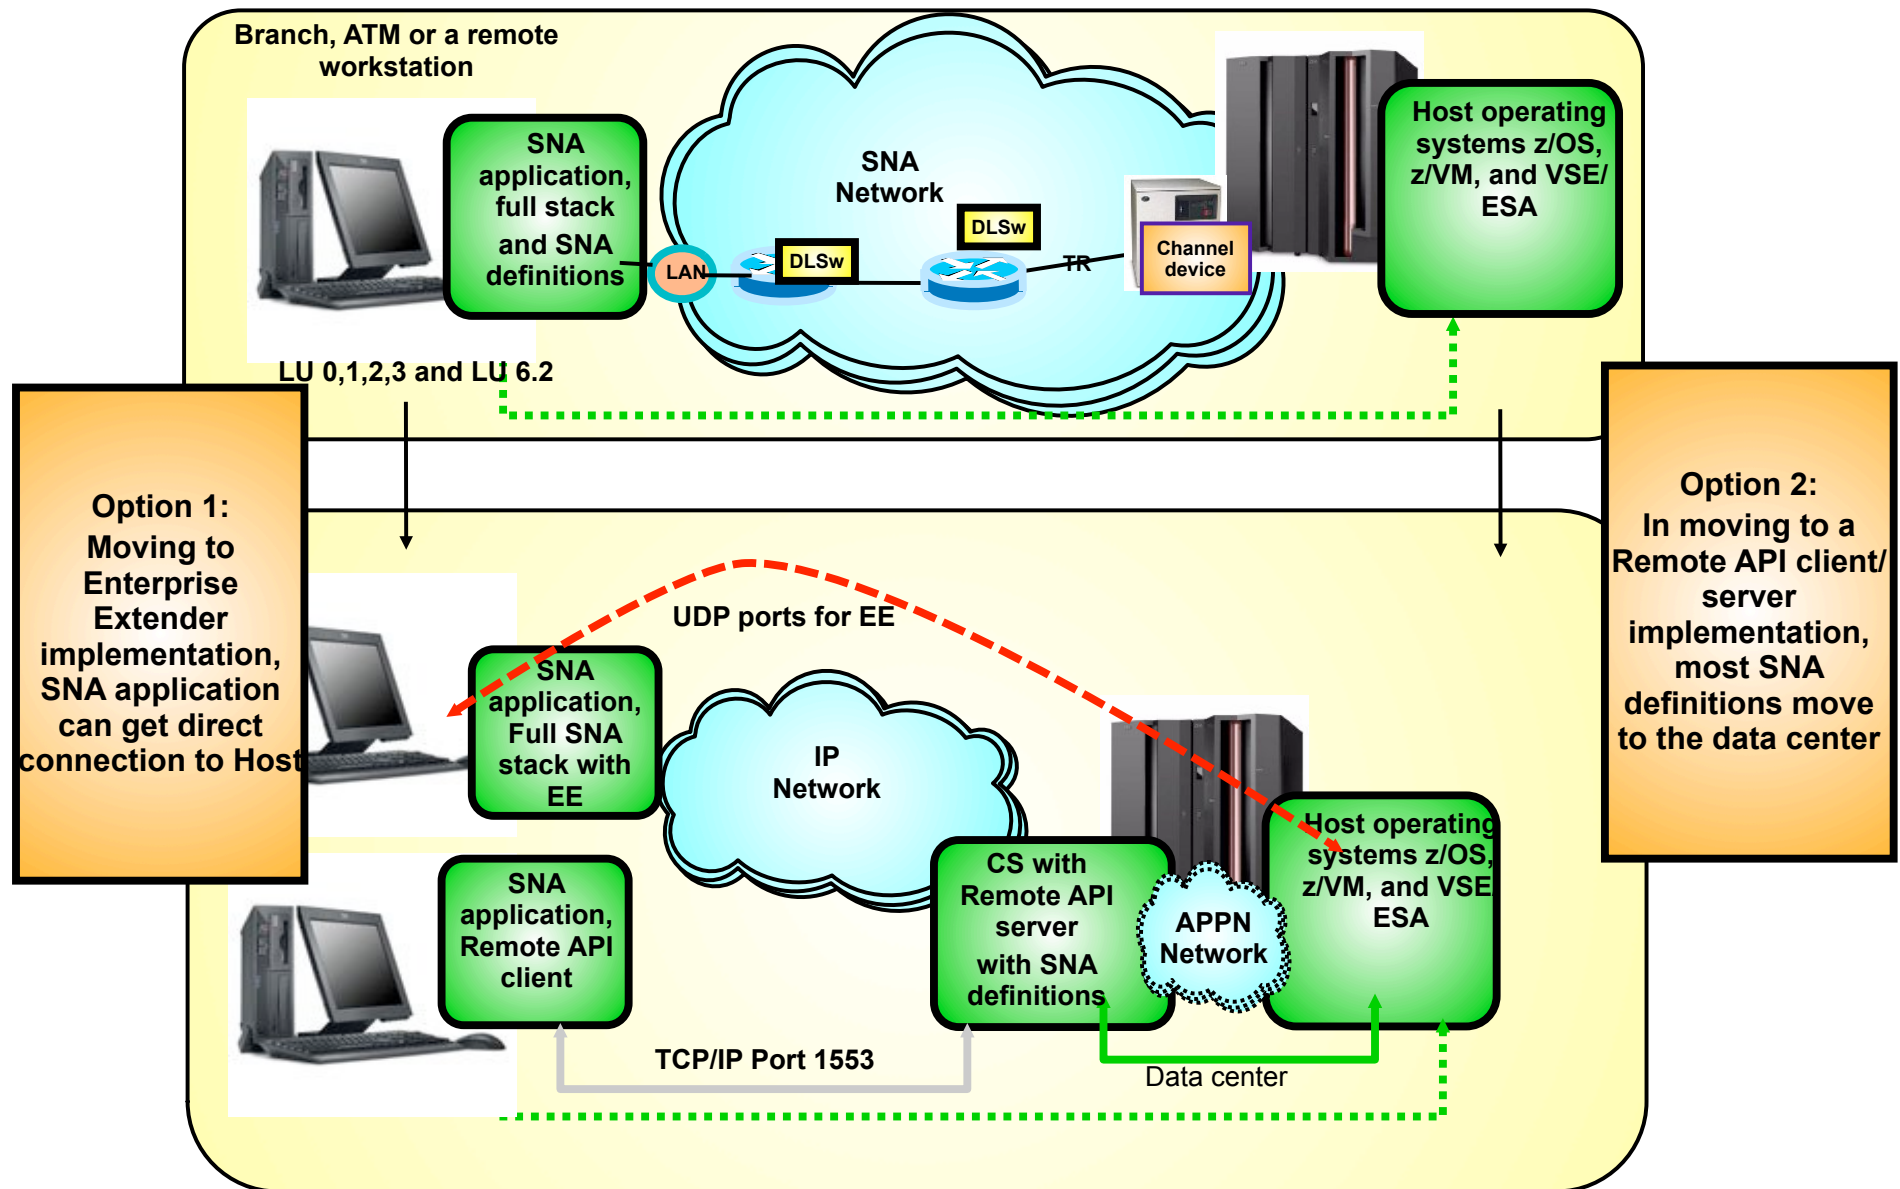 Branch, ATM or a remote
workstation
SNA
application,
full stack
and SNA
definitions
LAN
SNA
Network
DLSw
DLSw
TR
Channel
device
Host operating
systems z/OS,
z/VM, and VSE/
ESA
LU 0,1,2,3 and LU 6.2
Option 1:
Moving to
Enterprise
Extender
implementation,
SNA application
can get direct
connection to Host
Option 2:
In moving to a
Remote API client/
server
implementation,
most SNA
definitions move
to the data center
UDP ports for EE
SNA
application,
Full SNA
stack with
EE
IP
Network
Host operating
systems z/OS,
z/VM, and VSE
ESA
SNA
application,
Remote API
client
CS with
Remote API
server
with SNA
definitions
APPN
Network
TCP/IP Port 1553
Data center